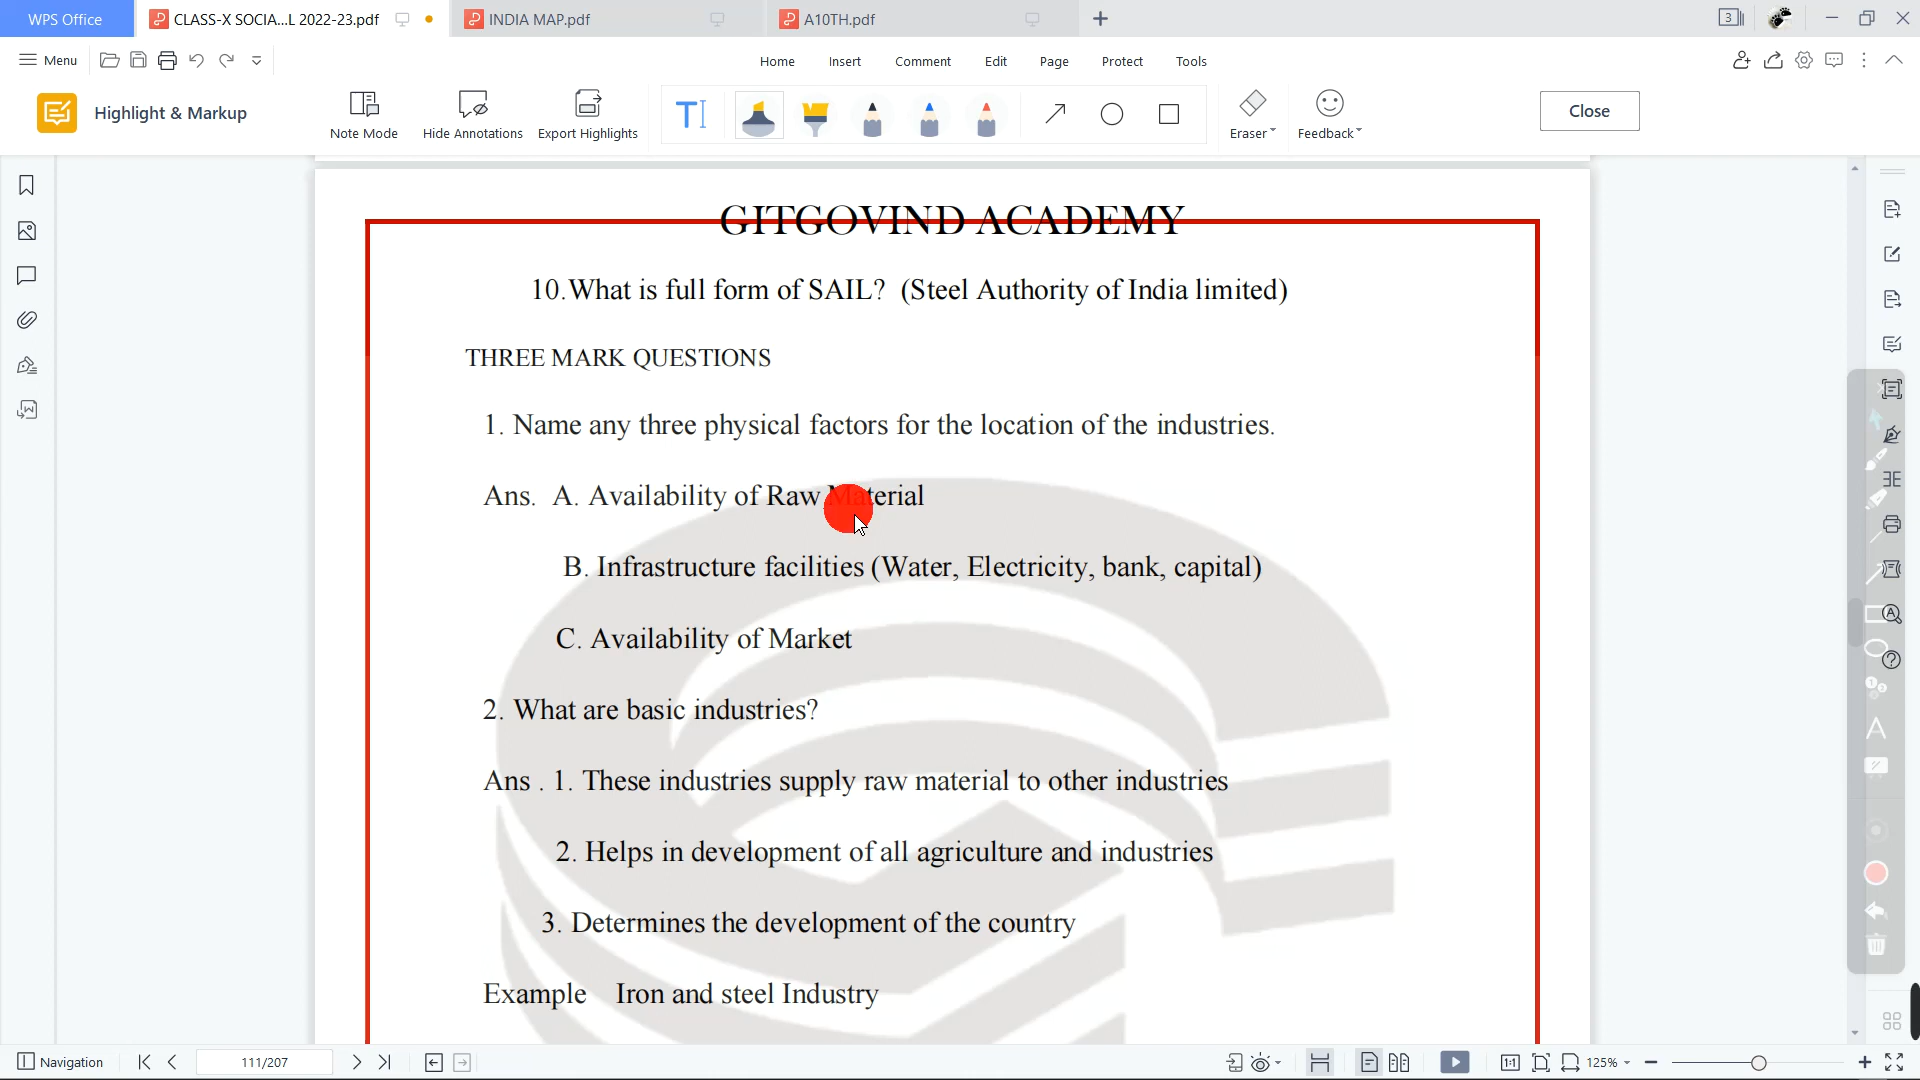 WPS Office
CLASS-X SOCIA...L 2022-23.pdf
INDIA MAP.pdf
A10TH.pdf
3
Menu
Home
Insert
Comment
Edit
Page
Protect
Tools
Highlight & Markup
Note Mode
Hide Annotations
Export Highlights
Eraser
Feedback
Close
GITGOVIND ACADEMY
10.What is full form of SAIL? (Steel Authority of India limited)
THREE MARK QUESTIONS
1. Name any three physical factors for the location of the industries.
Ans. A. Availability of Raw Material
B. Infrastructure facilities (Water, Electricity, bank, capital)
C. Availability of Market
2. What are basic industries?
Ans . 1. These industries supply raw material to other industries
2. Helps in development of all agriculture and industries
3. Determines the development of the country
Example Iron and steel Industry
Navigation
111/207
125%